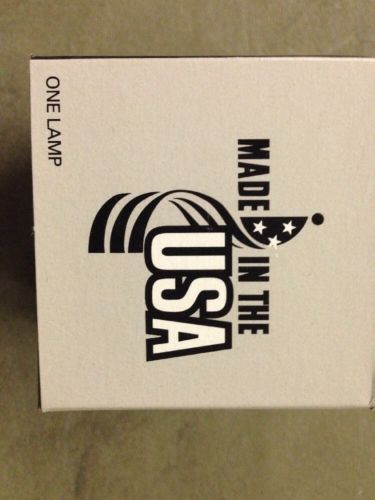 ONE LAMP
MADE
IN THE
USA